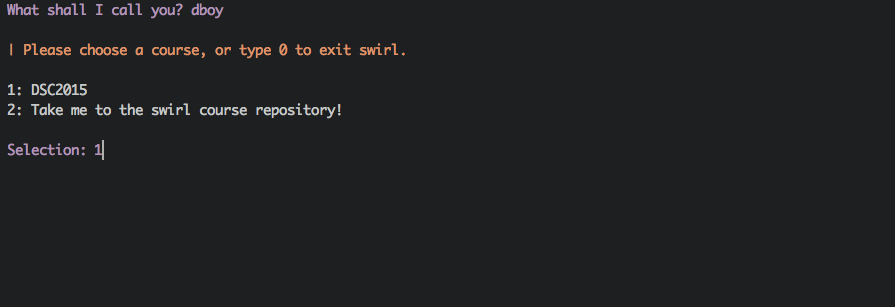 What shall I call you? dboy
| Please choose a course, or type 0 to exit swirl.
1: DSC2015
2: Take me to the swirl course repository!
Selection: 1